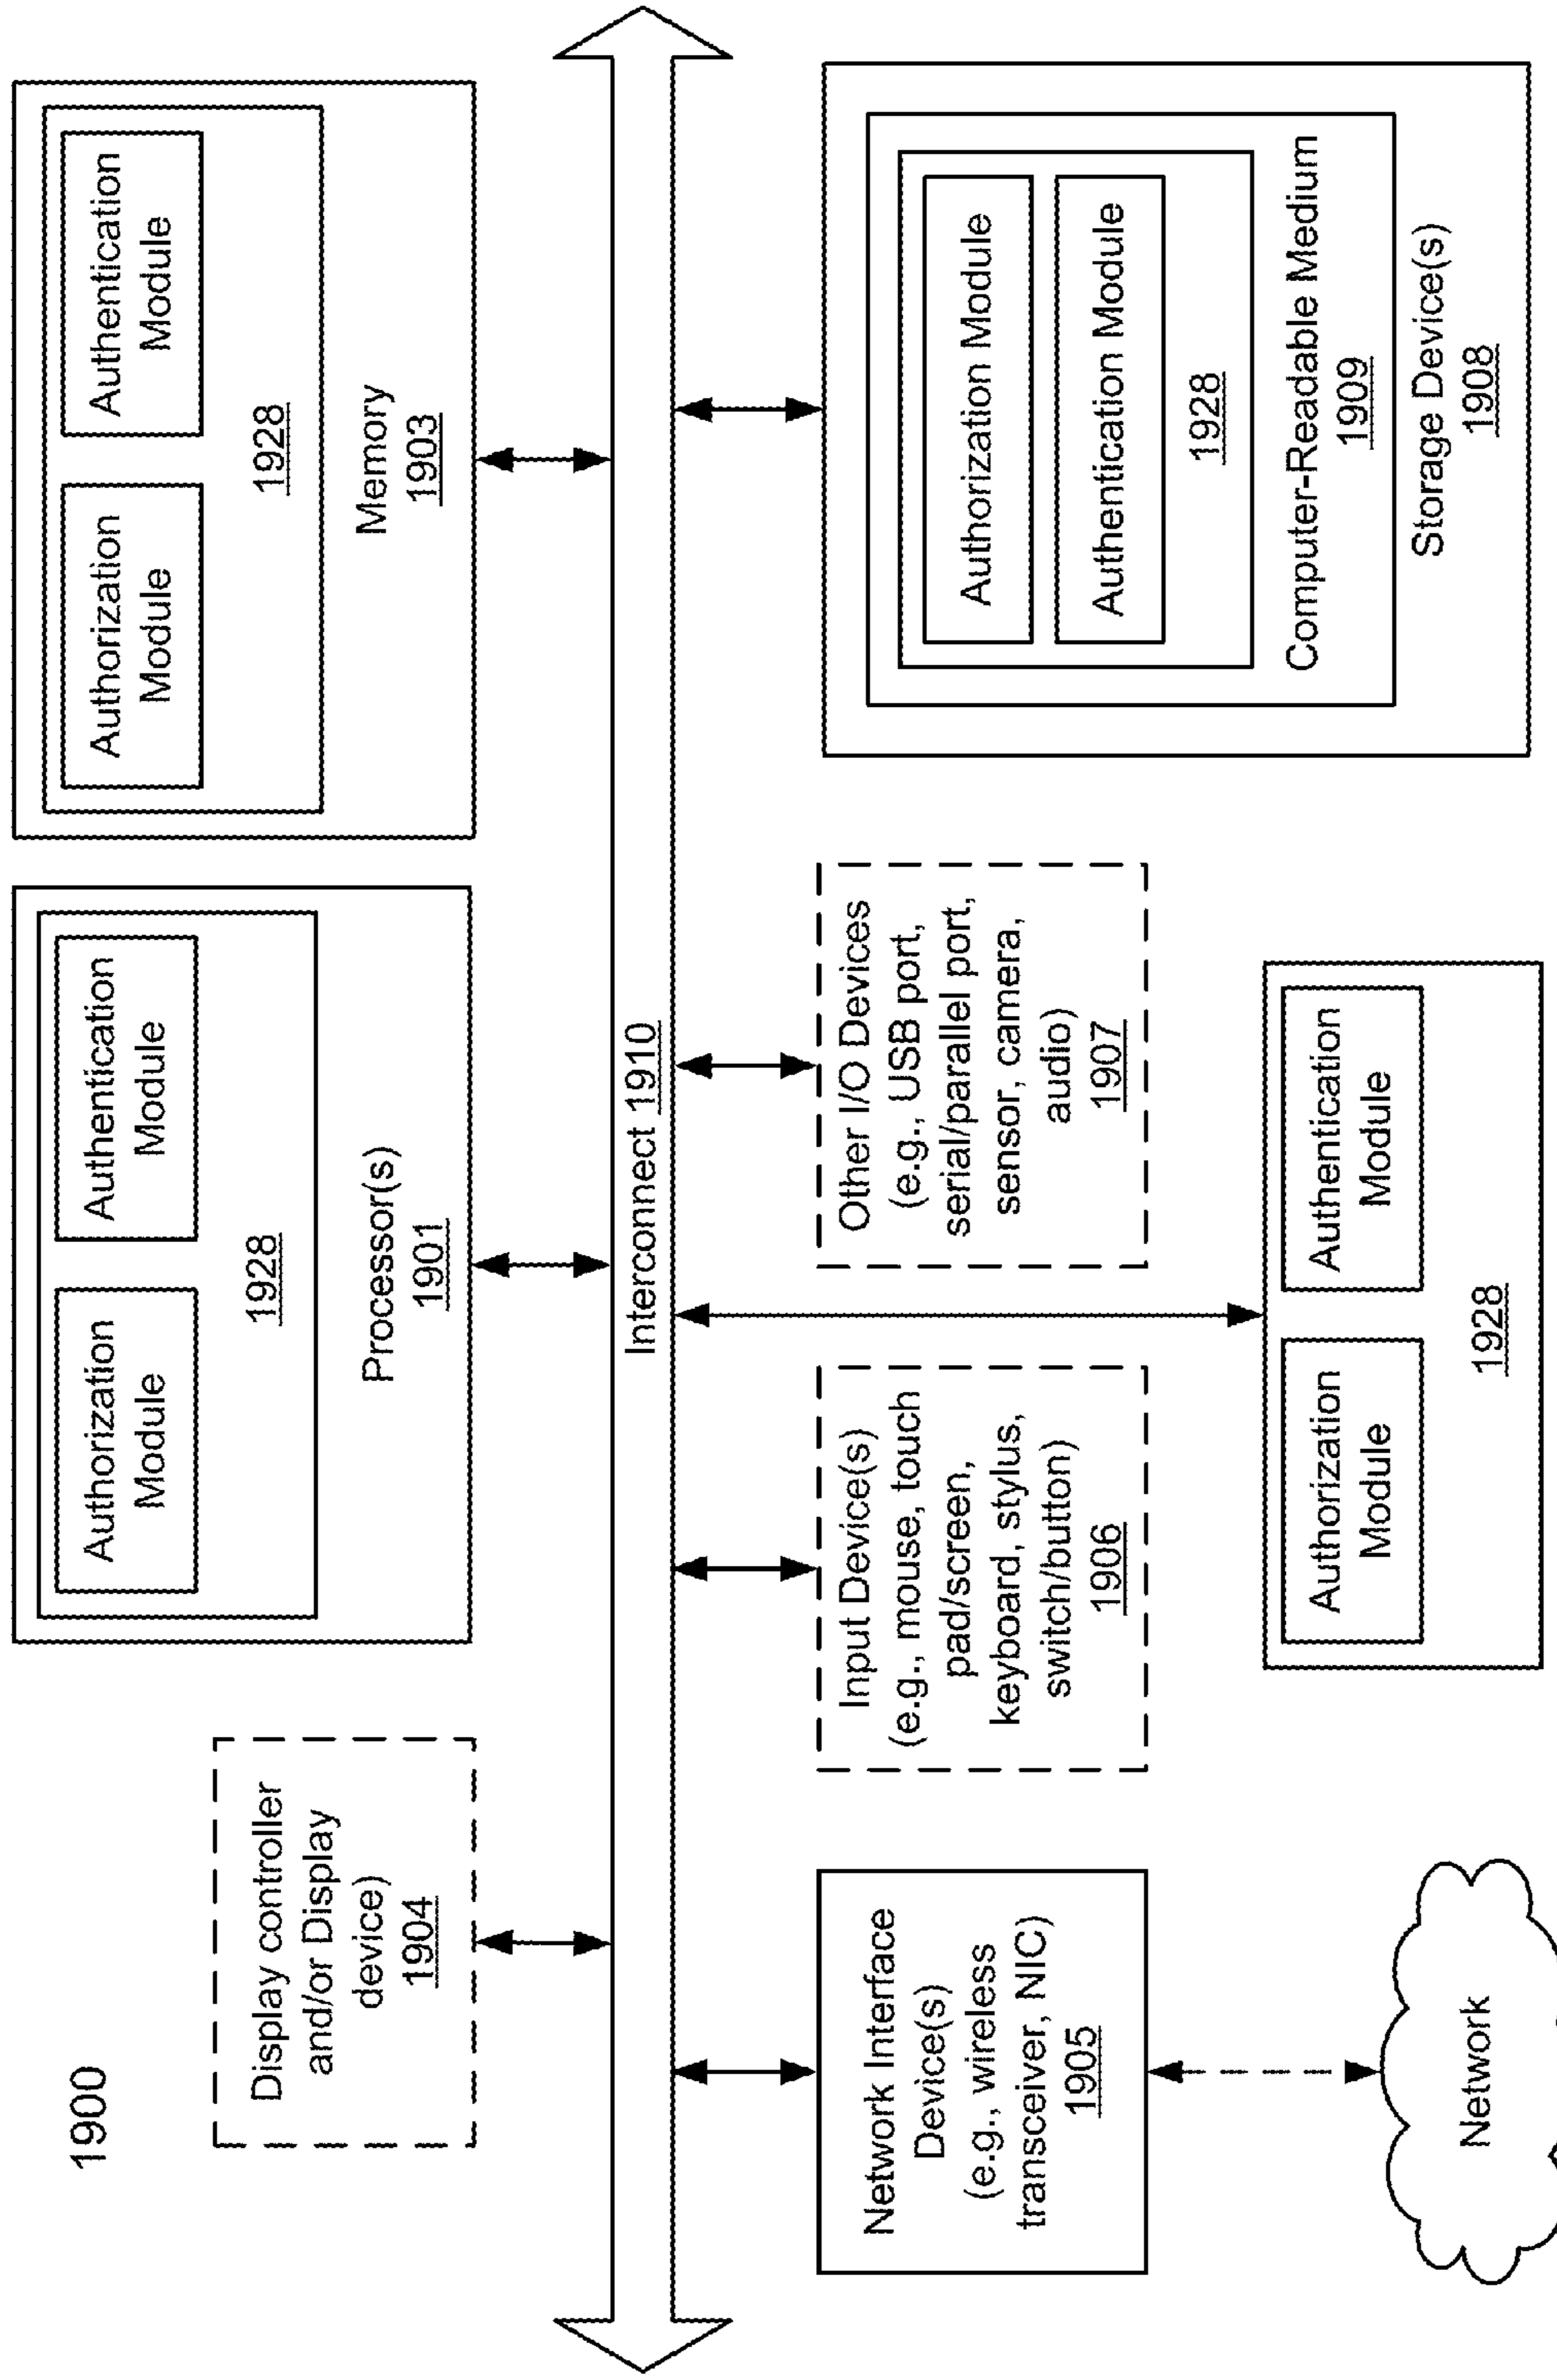 1900
Display controller
and/or Display
device)
1904
Authorization
Module
Authentication
Module
1928
Processor(s)
1901
Authorization
Module
Authentication
Module
1928
Memory
1903
Interconnect 1910
Network Interface
Device(s)
(e.g., wireless
transceiver, NIC)
1905
Input Device(s)
(e.g., mouse, touch
pad/screen,
keyboard, stylus,
switch/button)
1906
Other I/O Devices
(e.g., USB port,
serial/parallel port,
sensor, camera,
audio)
1907
Authorization Module
Authentication Module
1928
Computer-Readable Medium
1909
Storage Device(s)
1908
Network
Authorization
Module
Authentication
Module
1928